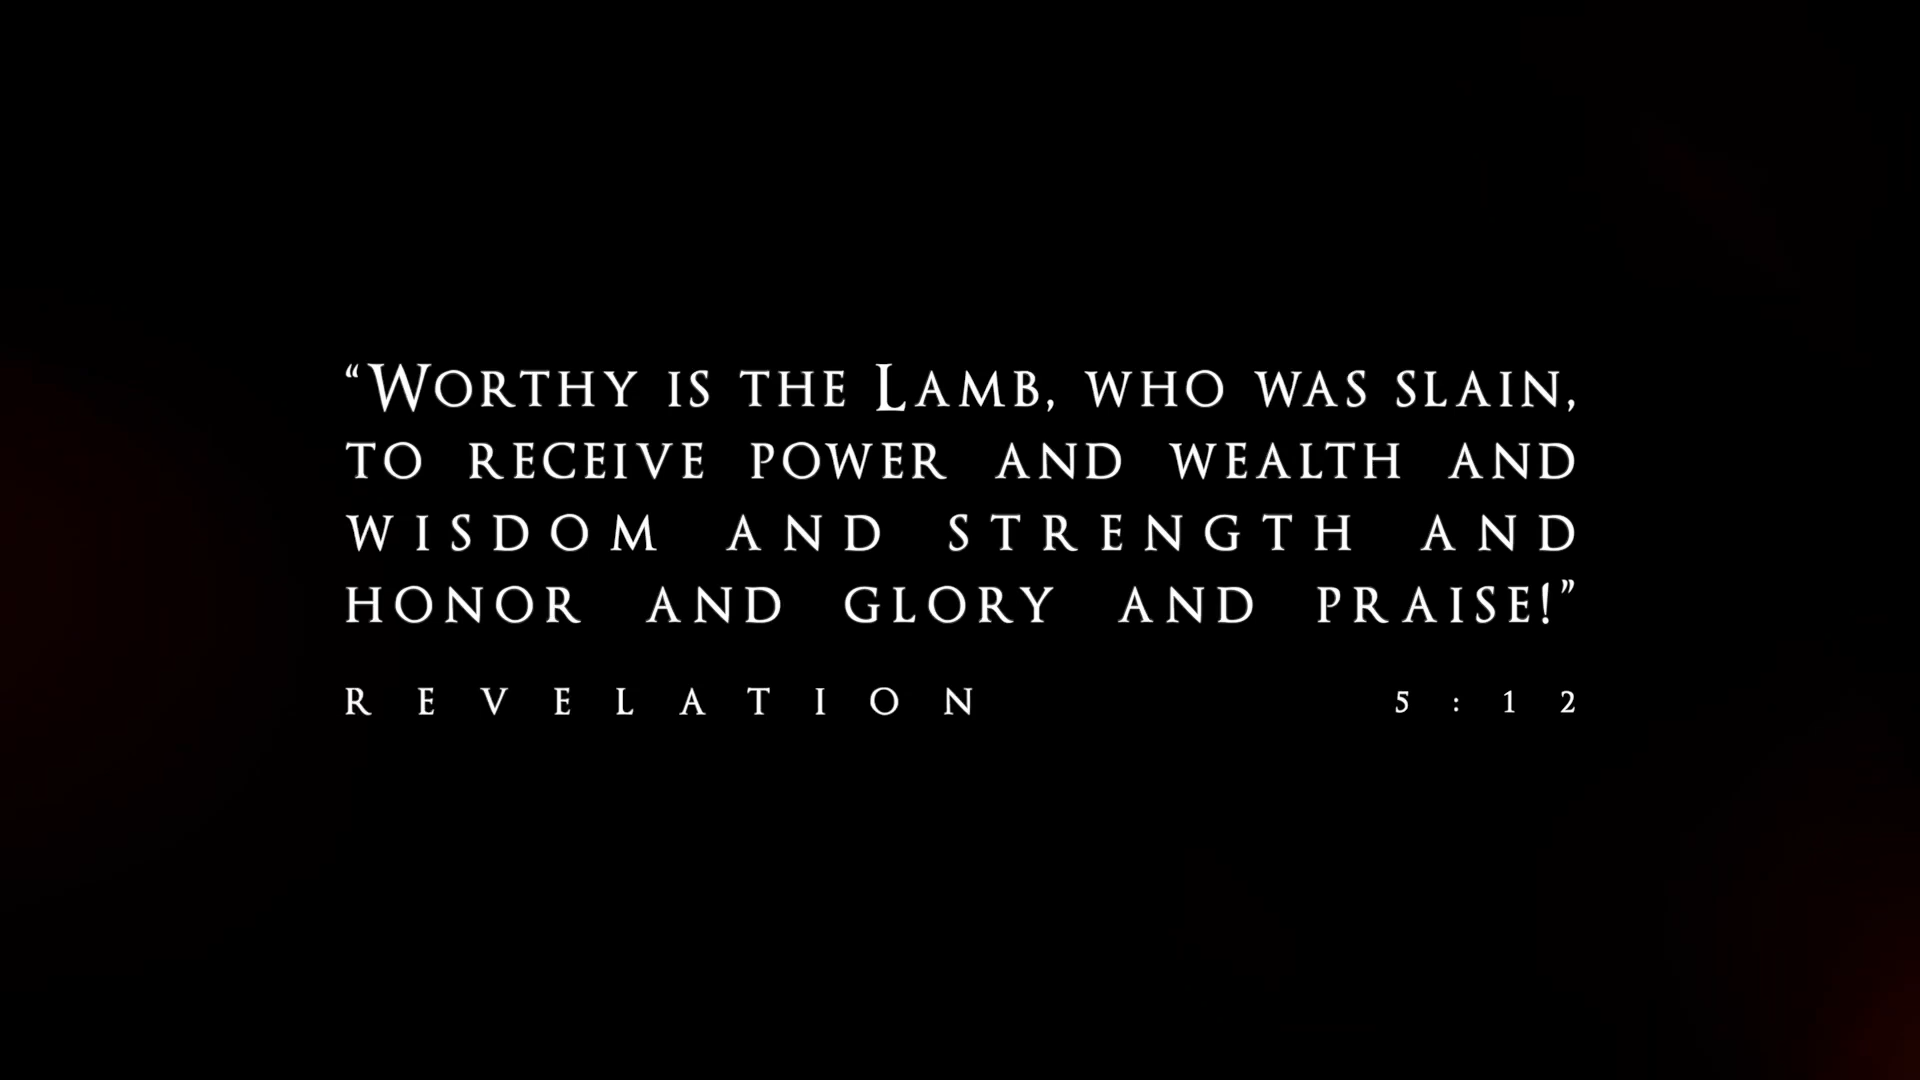 “Worthy is the Lamb, who was slain,
to receive power and wealth and
wisdom and strength and
honor and glory and praise!”
Revelation 5:12